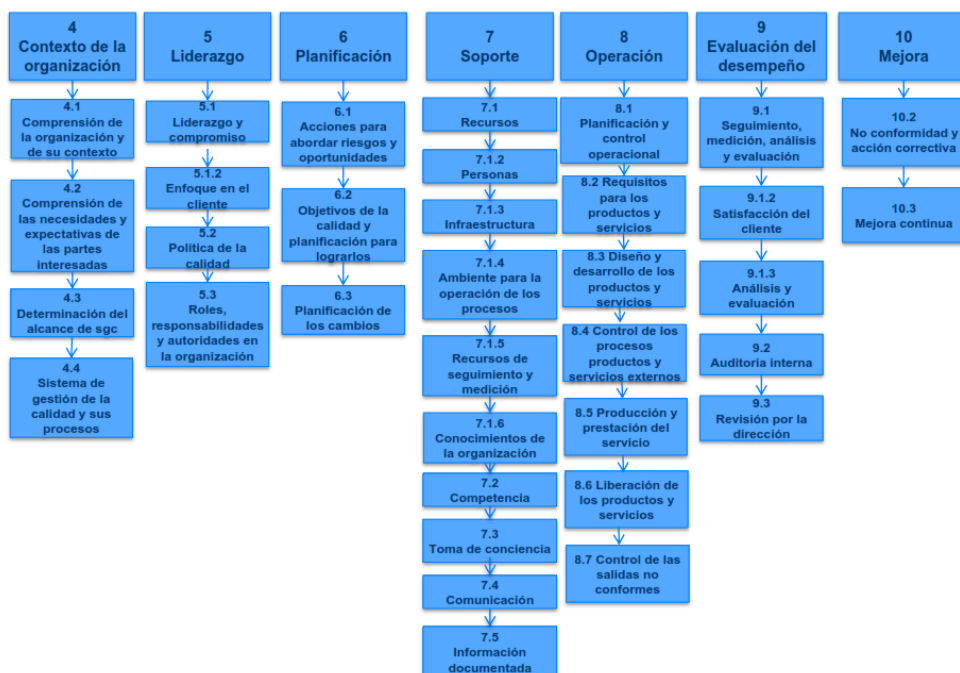 4
Contexto de la
organización
4.1
Comprensión de
la organización y
de su contexto
4.2
Comprensión de
las necesidades y
expectativas de
las partes
interesadas
4.3
Determinación del
alcance de sgc
4.4
Sistema de
gestión de la
calidad y sus
procesos
5
Liderazgo
5.1
Liderazgo y
compromiso
5.1.2
Enfoque en el
cliente
5.2
Política de la
calidad
5.3
Roles,
responsabilidades
y autoridades en
la organización
6
Planificación
6.1
Acciones para
abordar riesgos y
oportunidades
6.2
Objetivos de la
calidad y
planificación para
lograrlos
6.3
Planificación de
los cambios
7
Soporte
7.1
Recursos
7.1.2
Personas
7.1.3
Infraestructura
7.1.4
Ambiente para la
operación de los
procesos
7.1.5
Recursos de
seguimiento y
medición
7.1.6
Conocimientos de
la organización
7.2
Competencia
7.3
Toma de conciencia
7.4
Comunicación
7.5
Información
documentada
8
Operación
8.1
Planificación y
control
operacional
8.2 Requisitos
para los
productos y
servicios
8.3 Diseño y
desarrollo de los
productos y
servicios
8.4 Control de los
procesos
productos y
servicios externos
8.5 Producción y
prestación del
servicio
8.6 Liberación de
los productos y
servicios
8.7 Control de las
salidas no
conformes
9
Evaluación del
desempeño
9.1
Seguimiento,
medición, análisis
y evaluación
9.1.2
Satisfacción del
cliente
9.1.3
Análisis y
evaluación
9.2
Auditoria interna
9.3
Revisión por la
dirección
10
Mejora
10.2
No conformidad y
acción correctiva
10.3
Mejora continua